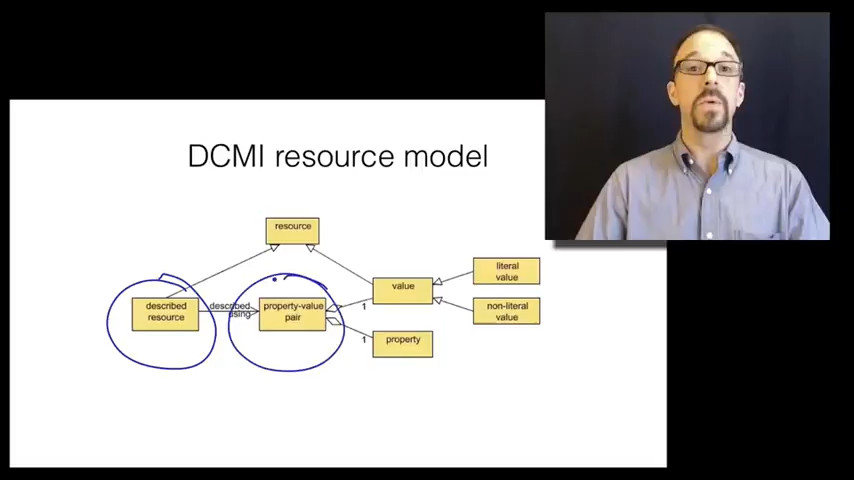 DCMI resource model
resource
value
literal
value
non-literal
value
described
resource
described
using
property-value
pair
1
1
property